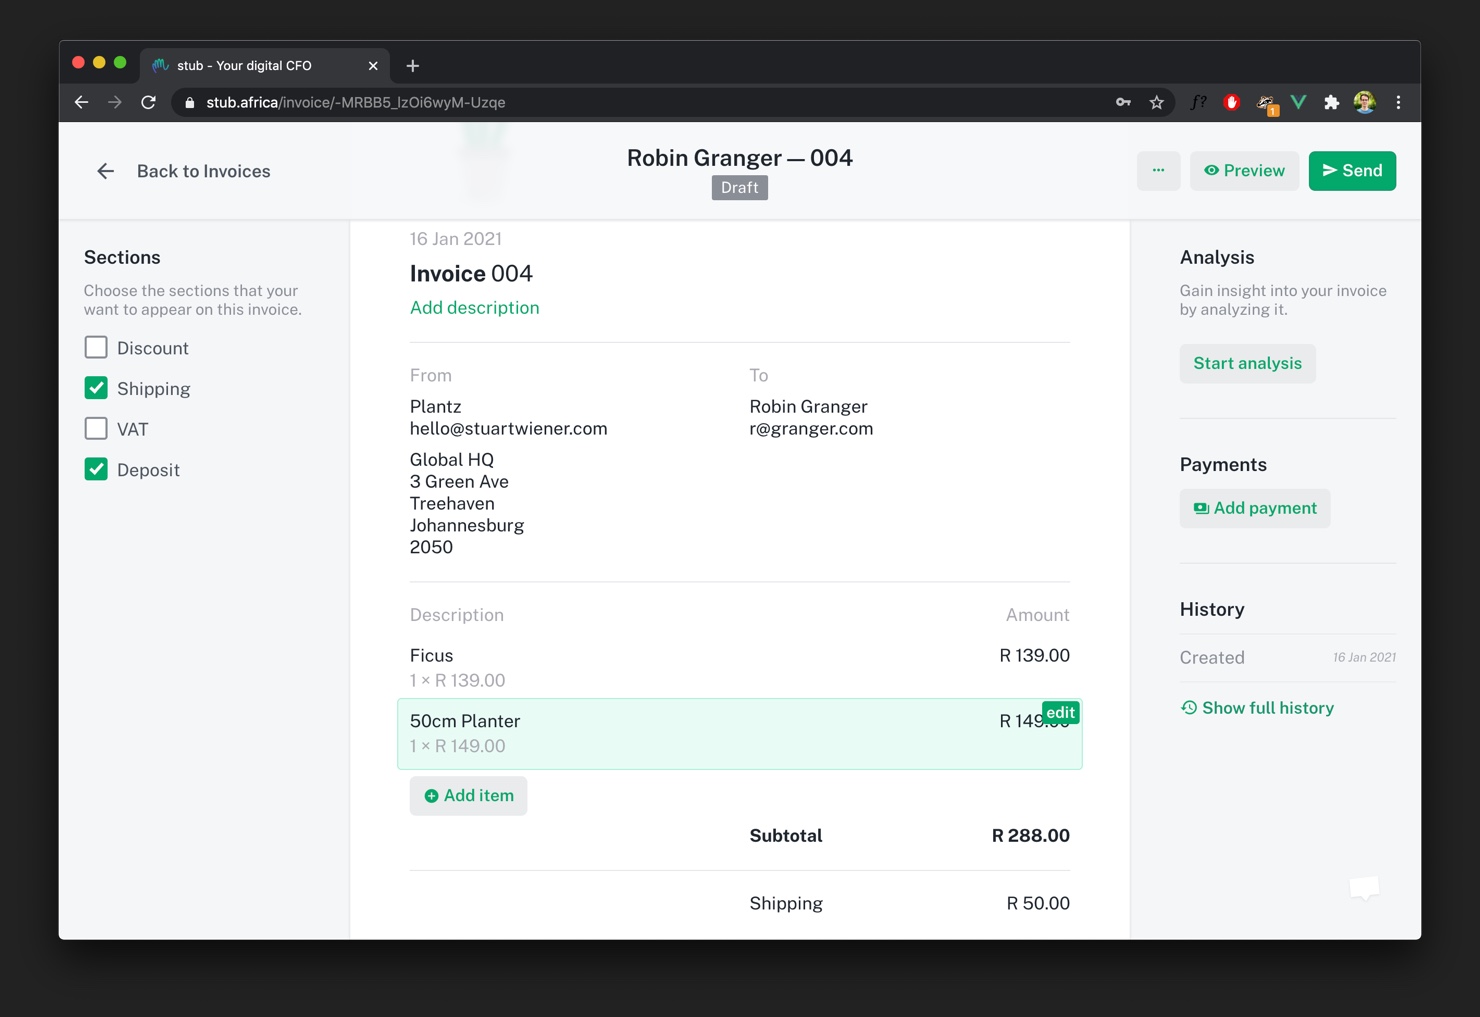 stub - Your digital CFO
stub.africa/invoice/-MRBB5_lzOi6wyM-Uzqe
f?
1
Back to Invoices
Robin Granger — 004
Draft
...
Preview
Send
Sections
Choose the sections that your
want to appear on this invoice.
Discount
Shipping
VAT
Deposit
16 Jan 2021
Invoice 004
Add description
From
Plantz
hello@stuartwiener.com
Global HQ
3 Green Ave
Treehaven
Johannesburg
2050
To
Robin Granger
r@granger.com
Description
Amount
Ficus
R 139.00
1 × R 139.00
50cm Planter
R 149.00
edit
1 × R 149.00
Add item
Subtotal
R 288.00
Shipping
R 50.00
Analysis
Gain insight into your invoice
by analyzing it.
Start analysis
Payments
Add payment
History
Created
16 Jan 2021
Show full history